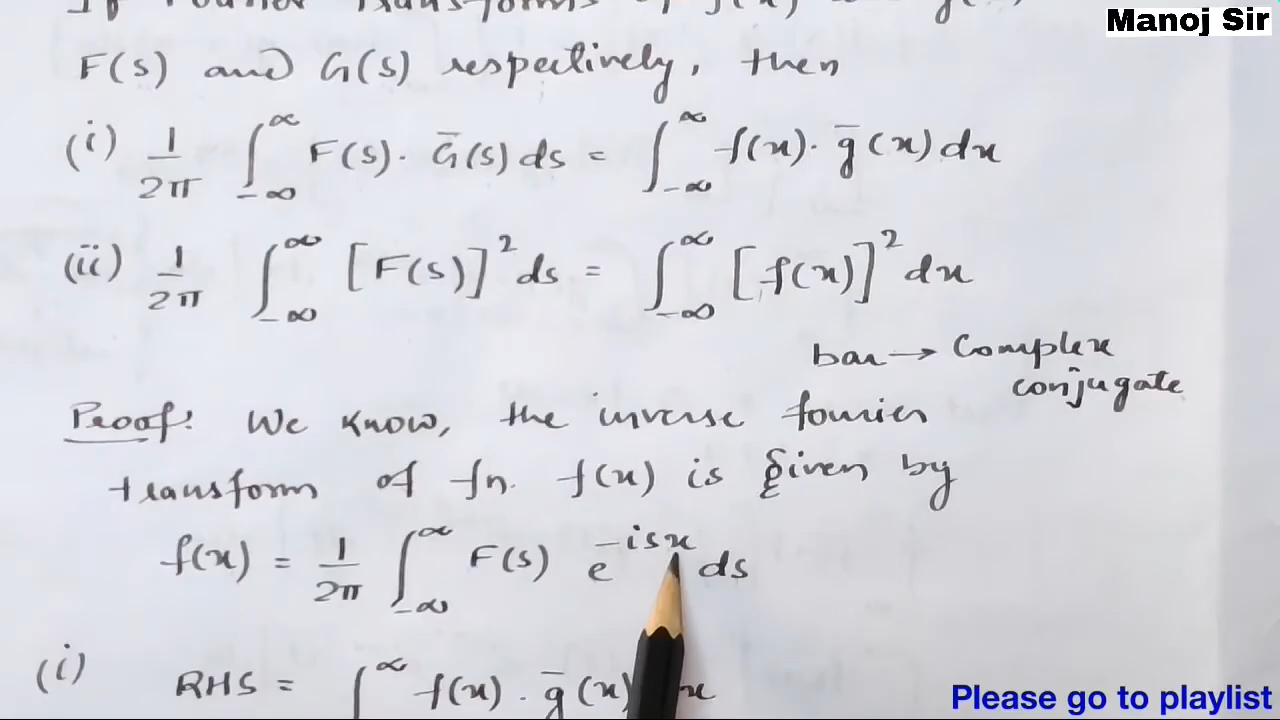 Manoj Sir
F(s) and G(s) respectively, then
(i) 1/2π ∫_{-∞}^{∞} F(s). G̅(s) ds = ∫_{-∞}^{∞} f(x). g̅(x) dx
(ii) 1/2π ∫_{-∞}^{∞} [F(s)]² ds = ∫_{-∞}^{∞} [f(x)]² dx
bar → Complex
conjugate
Proof: We know, the inverse fourier
transform of fn. f(x) is given by
f(x) = 1/2π ∫_{-∞}^{∞} F(s) e^{-isx} ds
(i) RHS = ∫^{∞} f(x). g̅(x) dx
Please go to playlist